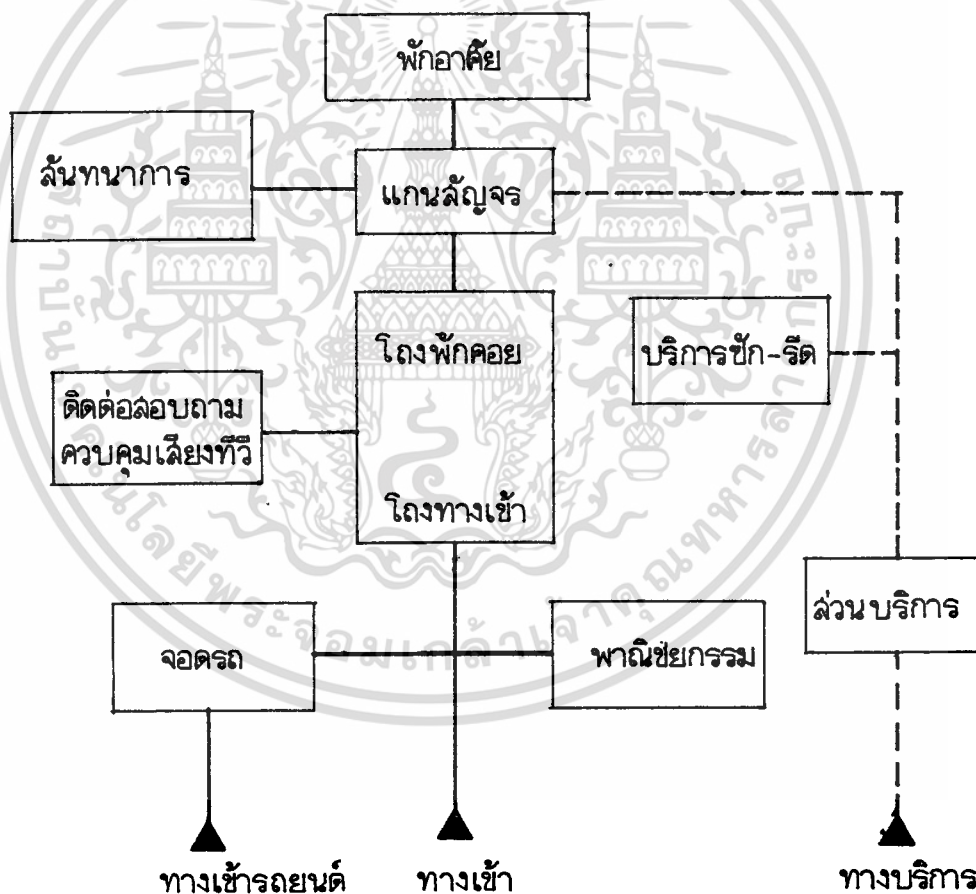 พักอาศัย
สันทนาการ
แกนสัญจร
โถงพักคอย
บริการซัก-รีด
ติดต่อสอบถาม
ควบคุมเสียงทีวี
โถงทางเข้า
ส่วนบริการ
จอดรถ
พาณิชยกรรม
ทางเข้ารถยนต์
ทางเข้า
ทางบริการ